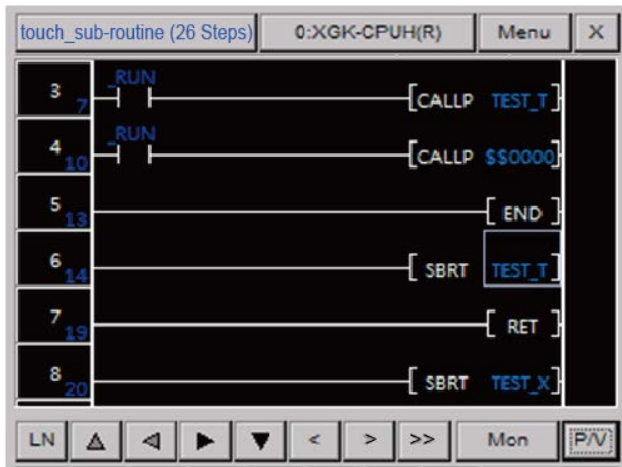 touch_sub-routine (26 Steps) 0:XGK-CPUH(R) Menu X
_RUN
3 7 CALLP TEST_T
_RUN
4 10 CALLP $S0000
5 13 END
6 14 SBRT TEST_T
7 19 RET
8 20 SBRT TEST_X
LN < > >> Mon P/V